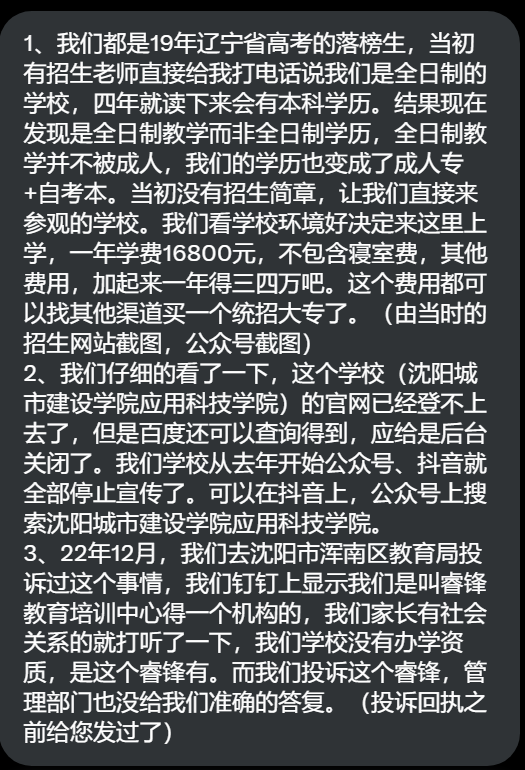 1、我们都是19年辽宁省高考的落榜生，当初
有招生老师直接给我打电话说我们是全日制的
学校，四年就读下来会有本科学历。结果现在
发现是全日制教学而非全日制学历，全日制教
学并不被成人，我们的学历也变成了成人专
+自考本。当初没有招生简章，让我们直接来
参观的学校。我们看学校环境好决定来这里上
学，一年学费16800元，不包含寝室费，其他
费用，加起来一年得三四万吧。这个费用都可
以找其他渠道买一个统招大专了。（由当时的
招生网站截图，公众号截图）
2、我们仔细的看了一下，这个学校（沈阳城
市建设学院应用科技学院）的官网已经登不上
去了，但是百度还可以查询得到，应给是后台
关闭了。我们学校从去年开始公众号、抖音就
全部停止宣传了。可以在抖音上，公众号上搜
索沈阳城市建设学院应用科技学院。
3、22年12月，我们去沈阳市浑南区教育局投
诉过这个事情，我们钉钉上显示我们是叫睿锋
教育培训中心得一个机构的，我们家长有社会
关系的就打听了一下，我们学校没有办学资
质，是这个睿锋有。而我们投诉这个睿锋，管
理部门也没给我们准确的答复。（投诉回执之
前给您发过了）